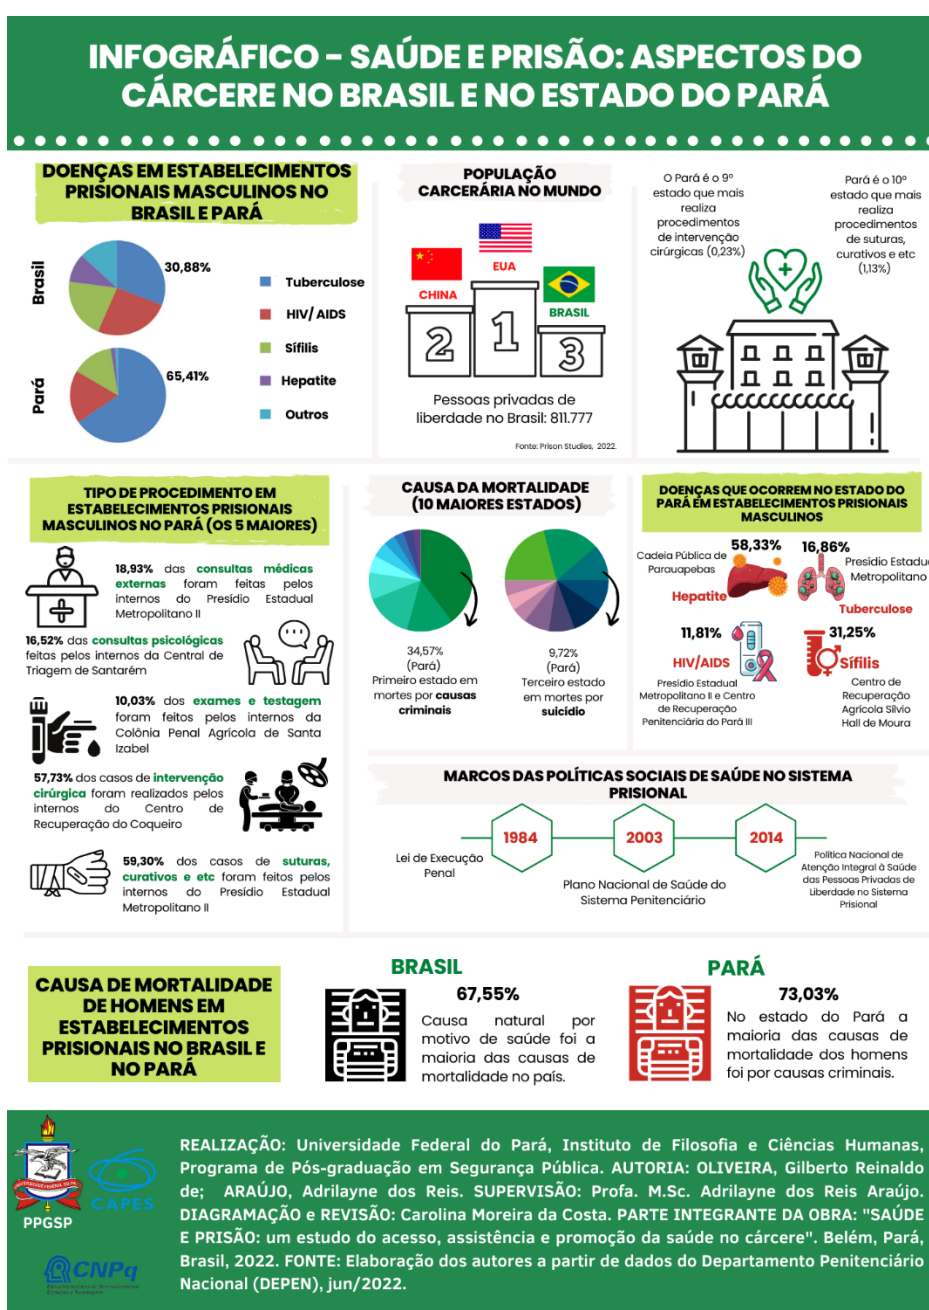 INFOGRÁFICO - SAÚDE E PRISÃO: ASPECTOS DO
CÁRCERE NO BRASIL E NO ESTADO DO PARÁ
DOENÇAS EM ESTABELECIMENTOS
PRISIONAIS MASCULINOS NO
BRASIL E PARÁ
Brasil
30,88%
Pará
65,41%
Tuberculose
HIV/ AIDS
Sífilis
Hepatite
Outros
POPULAÇÃO
CARCERÁRIA NO MUNDO
CHINA
EUA
BRASIL
2
1
3
Pessoas privadas de
liberdade no Brasil: 811.777
Fonte: Prison Studies, 2022.
O Pará é o 9º
estado que mais
realiza
procedimentos
de intervenção
cirúrgicas (0,23%)
Pará é o 10º
estado que mais
realiza
procedimentos
de suturas,
curativos e etc
(1,13%)
TIPO DE PROCEDIMENTO EM
ESTABELECIMENTOS PRISIONAIS
MASCULINOS NO PARÁ (OS 5 MAIORES)
18,93% das consultas médicas
externas foram feitas pelos
internos do Presídio Estadual
Metropolitano II
16,52% das consultas psicológicas
feitas pelos internos da Central de
Triagem de Santarém
10,03% dos exames e testagem
foram feitos pelos internos da
Colônia Penal Agrícola de Santa
Izabel
57,73% dos casos de intervenção
cirúrgica foram realizados pelos
internos do Centro de
Recuperação do Coqueiro
59,30% dos casos de suturas,
curativos e etc foram feitos pelos
internos do Presídio Estadual
Metropolitano II
CAUSA DA MORTALIDADE
(10 MAIORES ESTADOS)
34,57%
(Pará)
Primeiro estado em
mortes por causas
criminais
9,72%
(Pará)
Terceiro estado
em mortes por
suicídio
DOENÇAS QUE OCORREM NO ESTADO DO
PARÁ EM ESTABELECIMENTOS PRISIONAIS
MASCULINOS
58,33%
Cadeia Pública de
Parauapebas
Hepatite
16,86%
Presídio Estadua
Metropolitano
Tuberculose
11,81%
HIV/AIDS
Presídio Estadual
Metropolitano II e Centro
de Recuperação
Penitenciária do Pará III
31,25%
Sífilis
Centro de
Recuperação
Agrícola Sílvio
Hall de Moura
MARCOS DAS POLÍTICAS SOCIAIS DE SAÚDE NO SISTEMA
PRISIONAL
1984
2003
2014
Lei de Execução
Penal
Plano Nacional de Saúde do
Sistema Penitenciário
Política Nacional de
Atenção Integral à Saúde
das Pessoas Privadas de
Liberdade no Sistema
Prisional
CAUSA DE MORTALIDADE
DE HOMENS EM
ESTABELECIMENTOS
PRISIONAIS NO BRASIL E
NO PARÁ
BRASIL
67,55%
Causa natural por
motivo de saúde foi a
maioria das causas de
mortalidade no país.
PARÁ
73,03%
No estado do Pará a
maioria das causas de
mortalidade dos homens
foi por causas criminais.
PPGSP
CAPES
CNPq
REALIZAÇÃO: Universidade Federal do Pará, Instituto de Filosofia e Ciências Humanas,
Programa de Pós-graduação em Segurança Pública. AUTORIA: OLIVEIRA, Gilberto Reinaldo
de; ARAÚJO, Adrilayne dos Reis. SUPERVISÃO: Profa. M.Sc. Adrilayne dos Reis Araújo.
DIAGRAMAÇÃO e REVISÃO: Carolina Moreira da Costa. PARTE INTEGRANTE DA OBRA: "SAÚDE
E PRISÃO: um estudo do acesso, assistência e promoção da saúde no cárcere". Belém, Pará,
Brasil, 2022. FONTE: Elaboração dos autores a partir de dados do Departamento Penitenciário
Nacional (DEPEN), jun/2022.